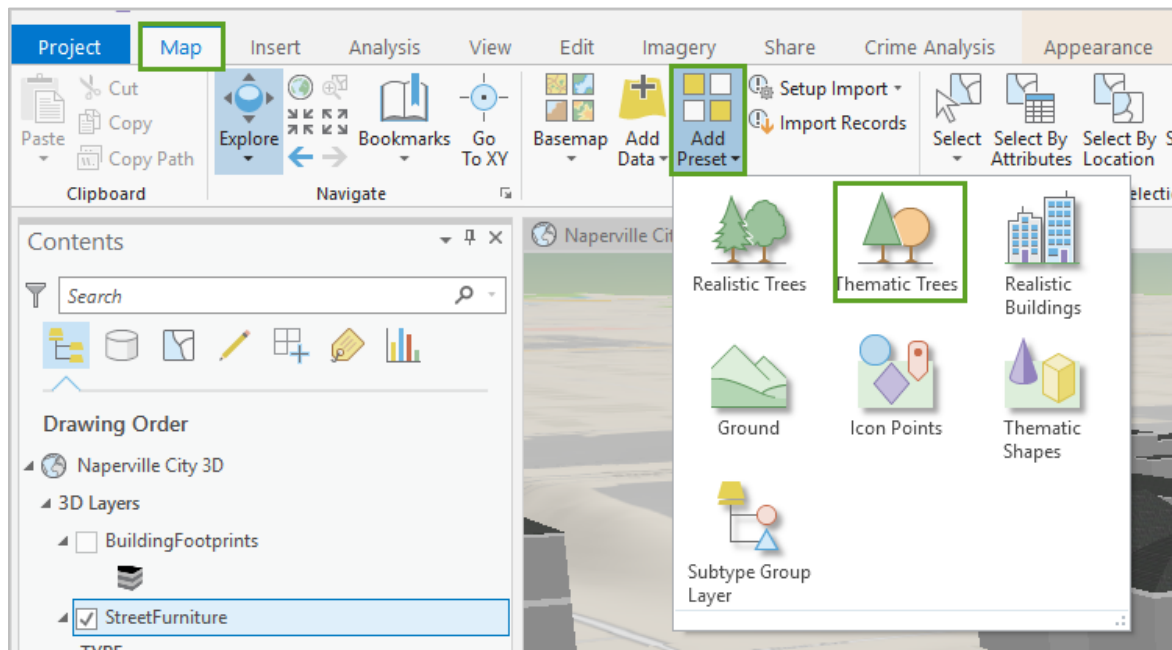 Project Map Insert Analysis View Edit Imagery Share Crime Analysis Appearance
Cut
Copy
Copy Path
Paste
Clipboard
Explore
Bookmarks
Go
To XY
Navigate
Basemap
Add
Data
Add
Preset
Setup Import
Import Records
Select
Select By
Attributes
Select By
Location
Realistic Trees
Thematic Trees
Realistic
Buildings
Ground
Icon Points
Thematic
Shapes
Subtype Group
Layer
Contents
Search
Drawing Order
Naperville City 3D
3D Layers
BuildingFootprints
StreetFurniture
TYPE
Naperville